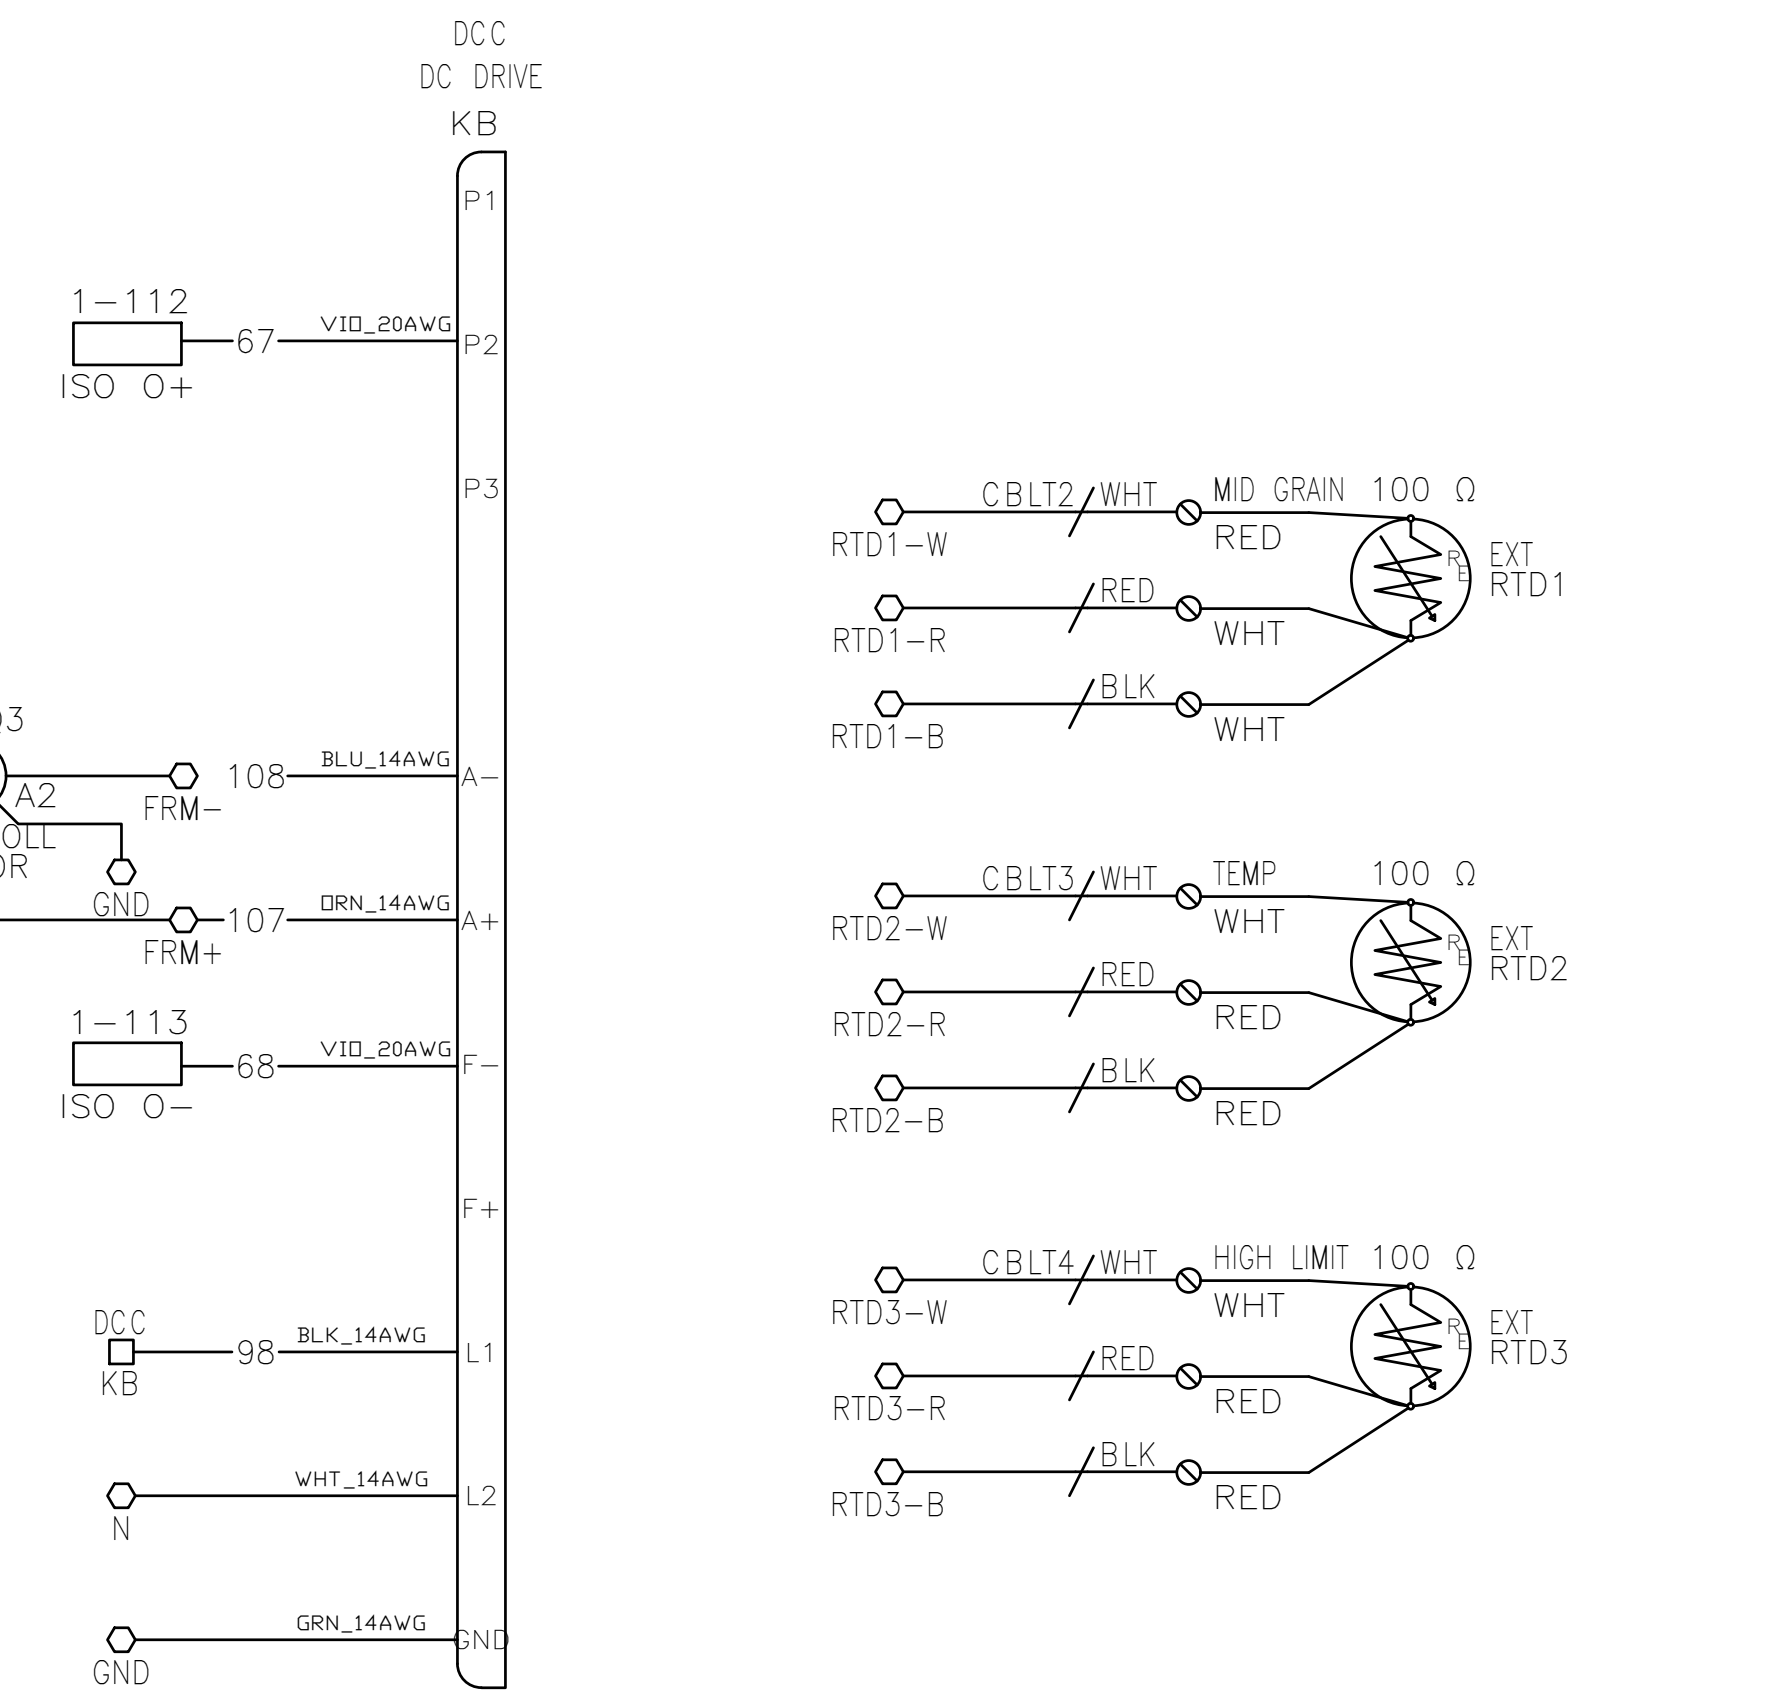 DCC
DC DRIVE
KB
P1
1-112
67
VIO_20AWG
P2
ISO O+
P3
A2
FRM-
108
BLU_14AWG
A-
GND
FRM+
107
ORN_14AWG
A+
1-113
68
VIO_20AWG
F-
ISO O-
F+
DCC
KB
98
BLK_14AWG
L1
N
WHT_14AWG
L2
GND
GRN_14AWG
GND
CBLT2 WHT MID GRAIN 100 Ω
RTD1-W RED
EXT
RTD1
RE
RED
RTD1-R WHT
BLK
RTD1-B WHT
CBLT3 WHT TEMP 100 Ω
RTD2-W WHT
EXT
RTD2
RE
RED
RTD2-R RED
BLK
RTD2-B RED
CBLT4 WHT HIGH LIMIT 100 Ω
RTD3-W WHT
EXT
RTD3
RE
RED
RTD3-R RED
BLK
RTD3-B RED